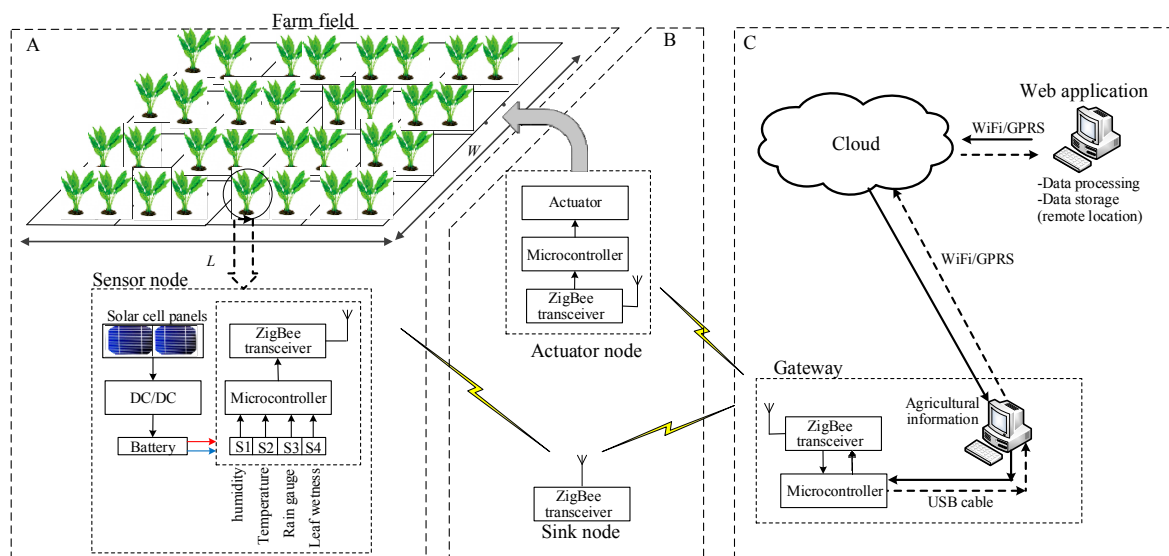 Farm field
A
W
L
Sensor node
Solar cell panels
DC/DC
Battery
ZigBee
transceiver
Microcontroller
S1 S2 S3 S4
humidity
Temperature
Rain gauge
Leaf wetness
B
Actuator
Microcontroller
ZigBee
transceiver
Actuator node
ZigBee
transceiver
Sink node
C
Cloud
WiFi/GPRS
Web application
-Data processing
-Data storage
(remote location)
WiFi/GPRS
Gateway
Agricultural
information
ZigBee
transceiver
Microcontroller
USB cable